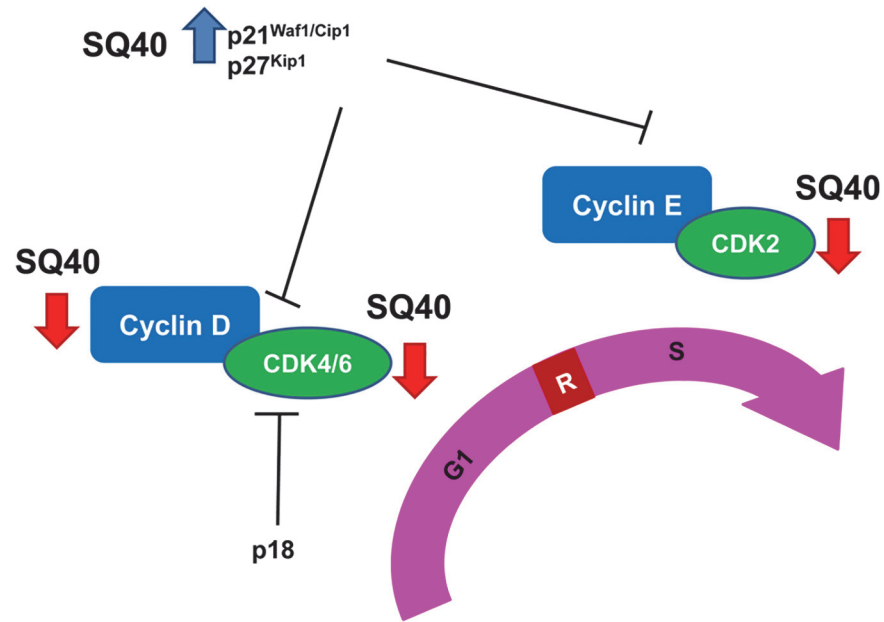 SQ40
p21Waf1/Cip1
p27Kip1
SQ40
Cyclin E
CDK2
SQ40
Cyclin D
SQ40
CDK4/6
S
R
G1
p18